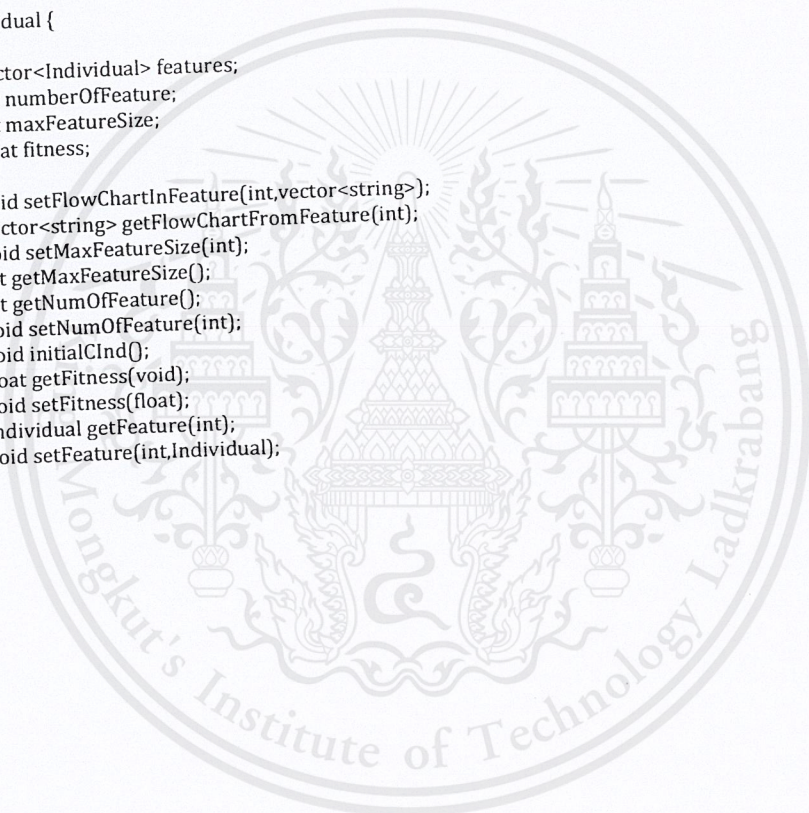 dual {
ctor<Individual> features;
numberOfFeature;
t maxFeatureSize;
at fitness;
id setFlowChartInFeature(int,vector<string>);
ctor<string> getFlowChartFromFeature(int);
oid setMaxFeatureSize(int);
t getMaxFeatureSize();
t getNumOfFeature();
oid setNumOfFeature(int);
oid initialCInd();
oat getFitness(void);
oid setFitness(float);
ndividual getFeature(int);
oid setFeature(int,Individual);
Mongkut's Institute of Technology Ladkrabang